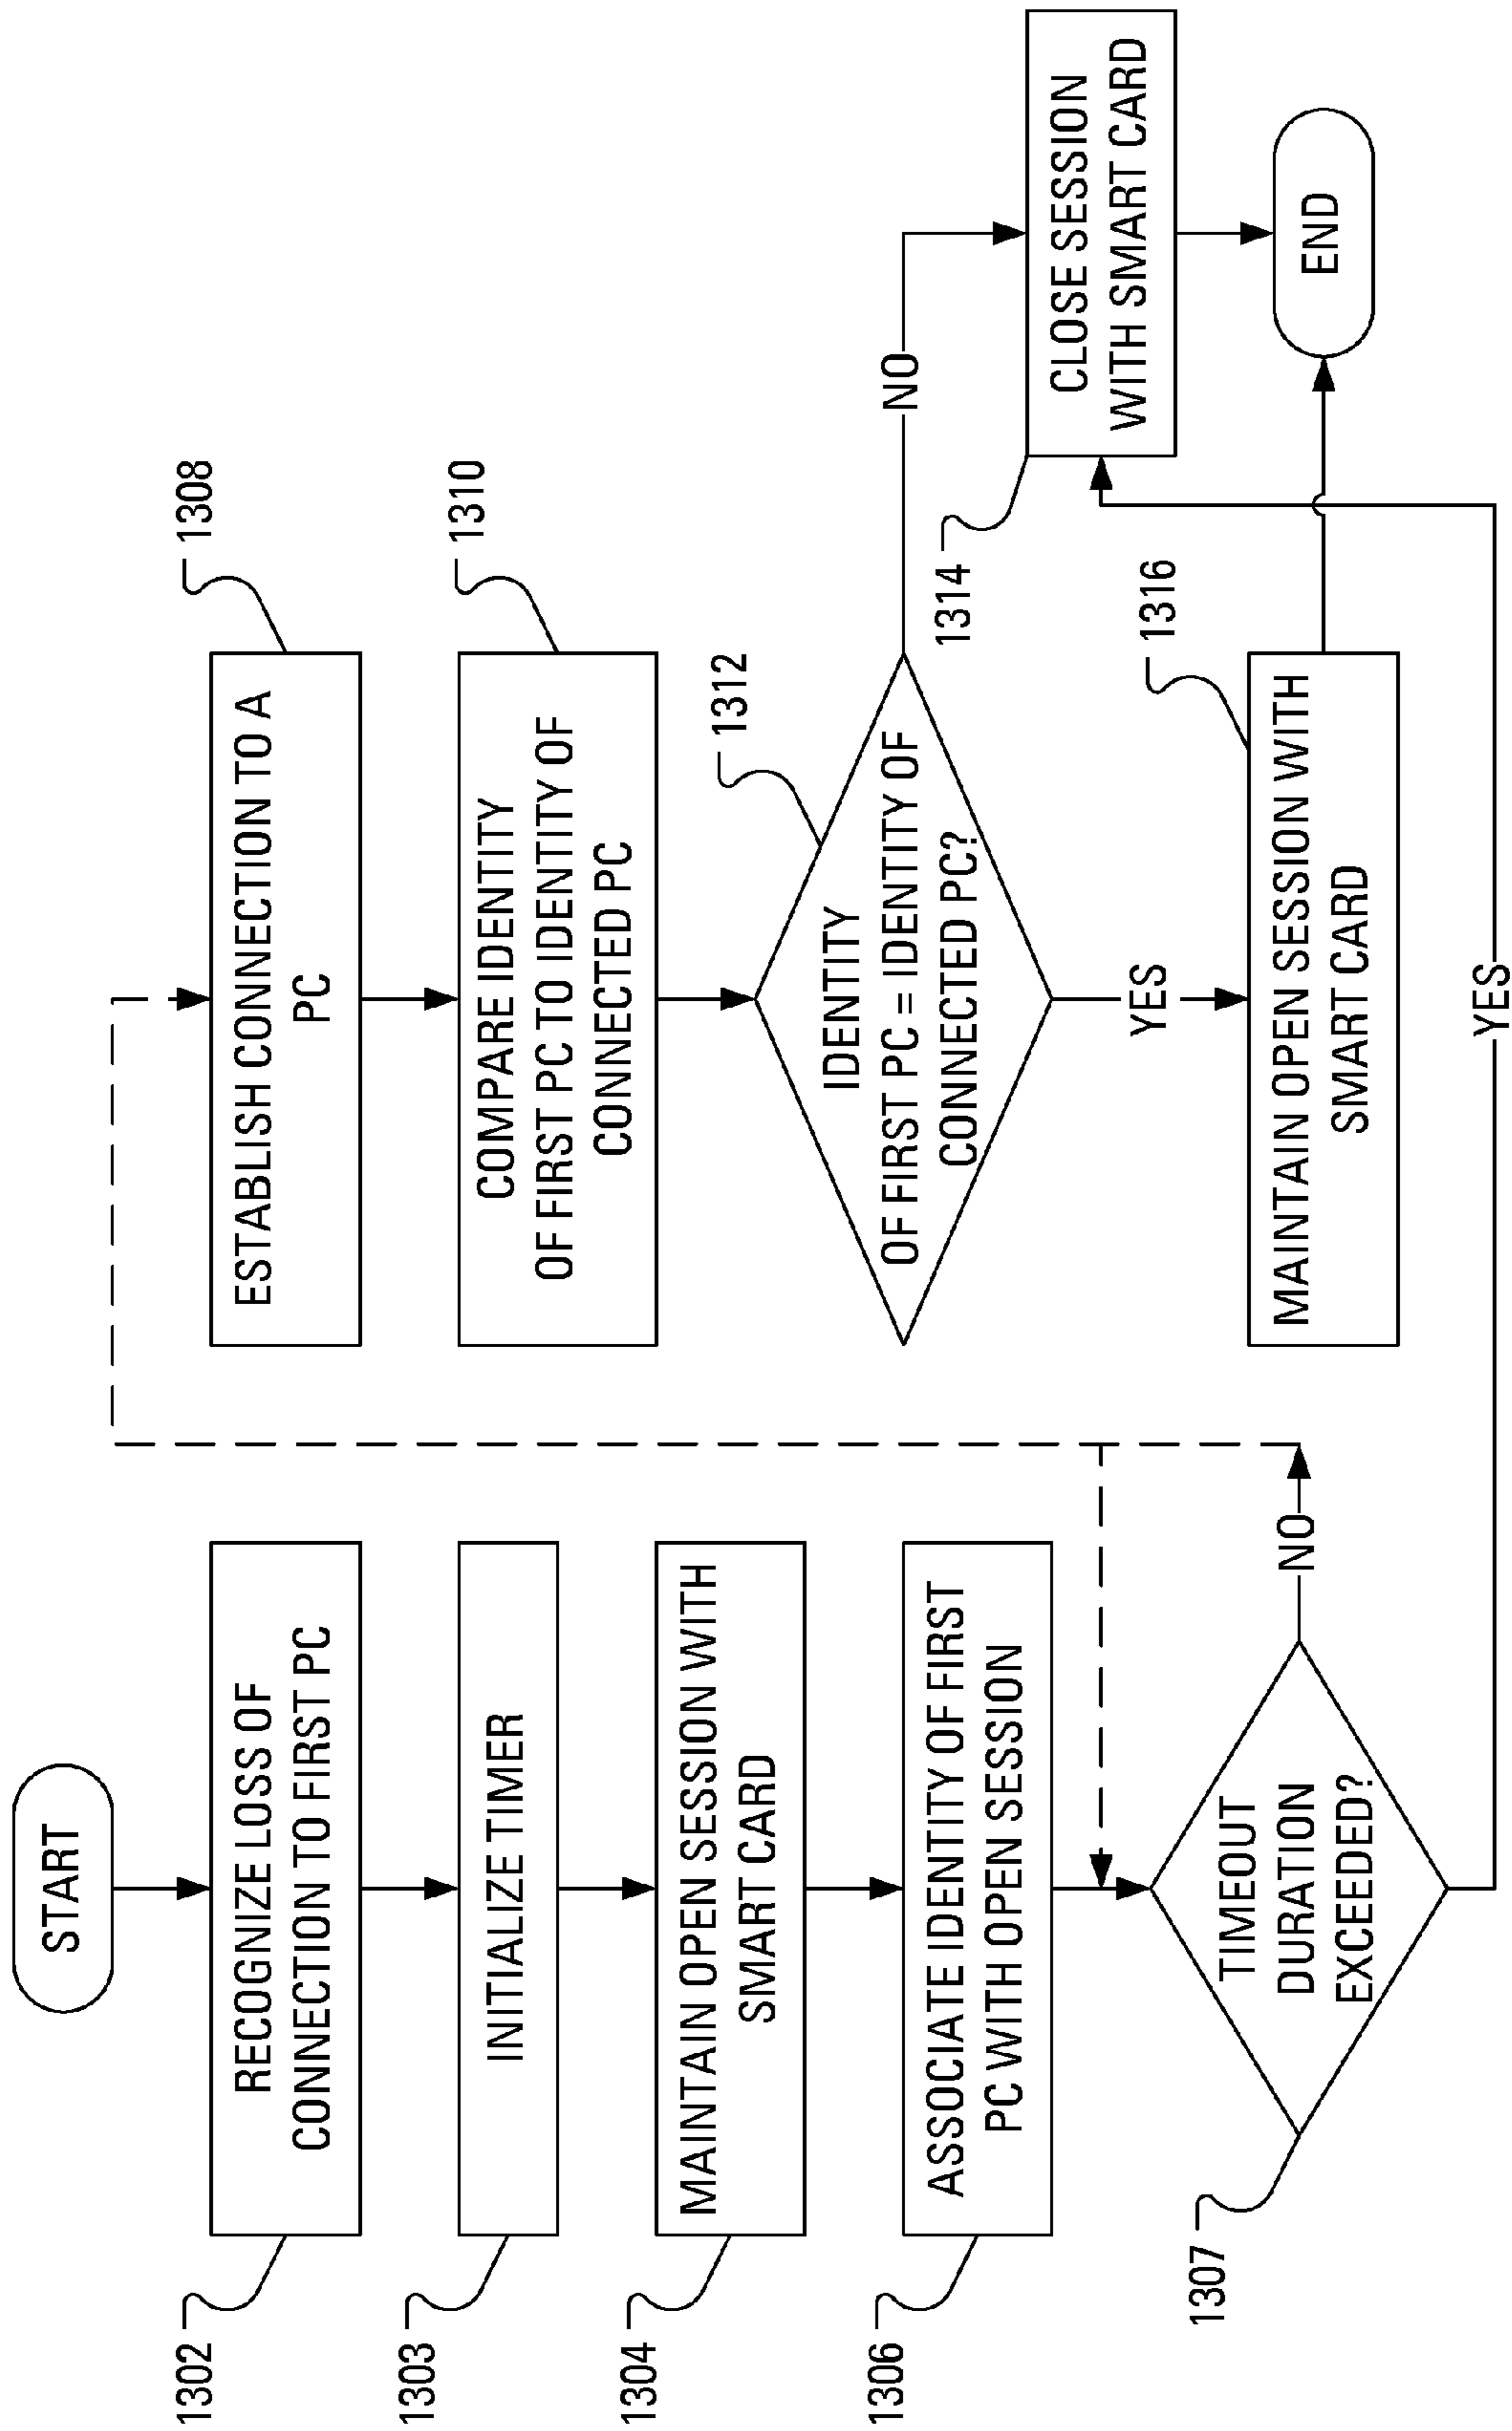 START
1302
RECOGNIZE LOSS OF
CONNECTION TO FIRST PC
1303
INITIALIZE TIMER
1304
MAINTAIN OPEN SESSION WITH
SMART CARD
1306
ASSOCIATE IDENTITY OF FIRST
PC WITH OPEN SESSION
1307
TIMEOUT
DURATION
EXCEEDED?
NO
YES
1308
ESTABLISH CONNECTION TO A
PC
1310
COMPARE IDENTITY
OF FIRST PC TO IDENTITY OF
CONNECTED PC
1312
IDENTITY
OF FIRST PC = IDENTITY OF
CONNECTED PC?
NO
YES
1314
CLOSE SESSION
WITH SMART CARD
1316
MAINTAIN OPEN SESSION WITH
SMART CARD
END